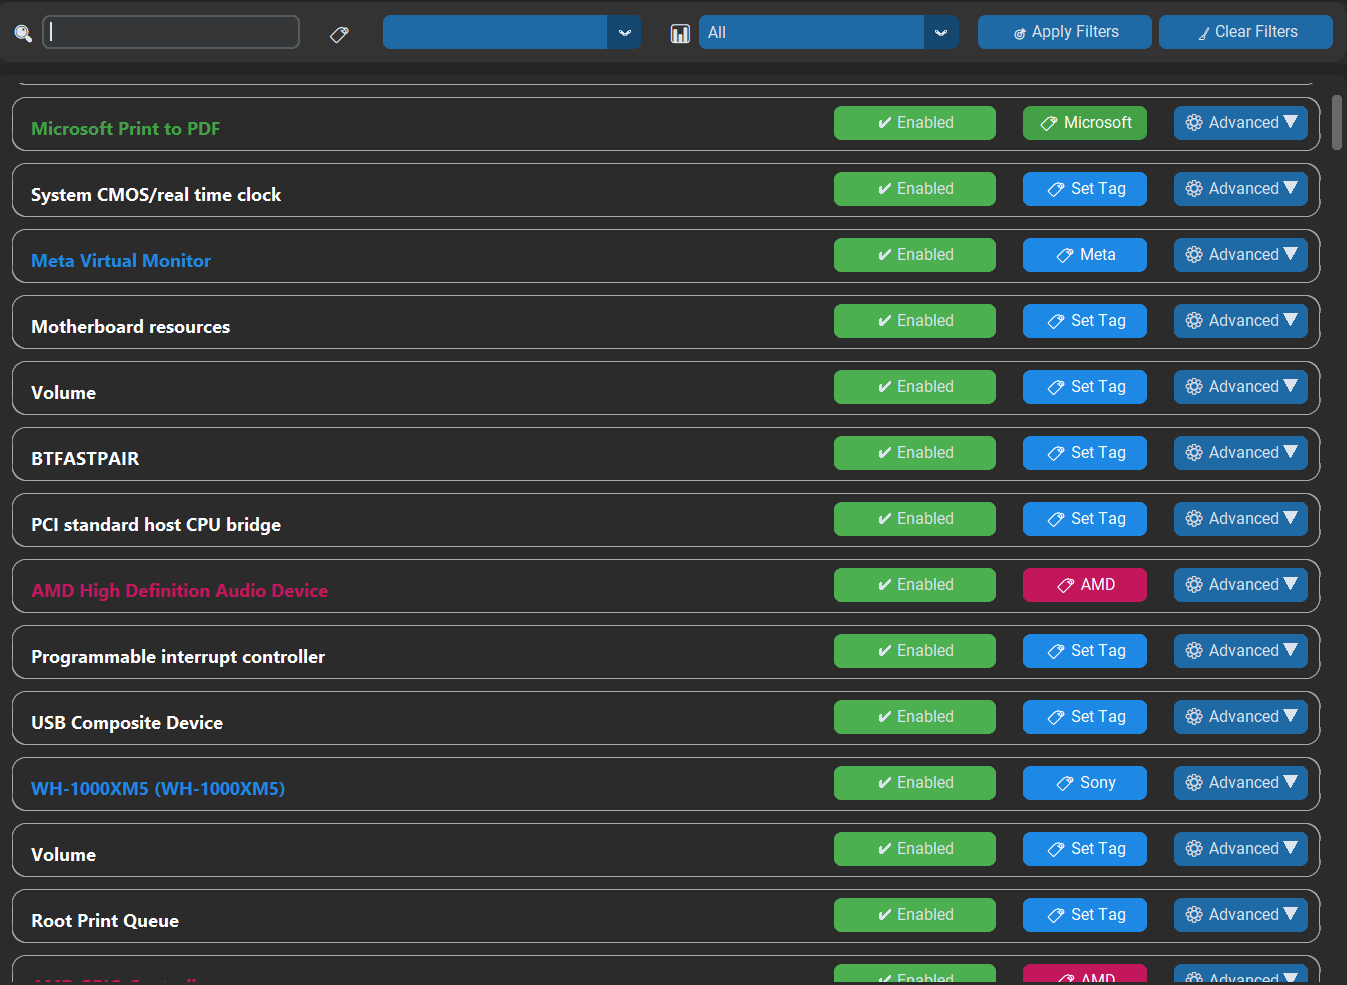 All
Apply Filters
Clear Filters
Microsoft Print to PDF ✔ Enabled Microsoft Advanced ▼
System CMOS/real time clock ✔ Enabled Set Tag Advanced ▼
Meta Virtual Monitor ✔ Enabled Meta Advanced ▼
Motherboard resources ✔ Enabled Set Tag Advanced ▼
Volume ✔ Enabled Set Tag Advanced ▼
BTFASTPAIR ✔ Enabled Set Tag Advanced ▼
PCI standard host CPU bridge ✔ Enabled Set Tag Advanced ▼
AMD High Definition Audio Device ✔ Enabled AMD Advanced ▼
Programmable interrupt controller ✔ Enabled Set Tag Advanced ▼
USB Composite Device ✔ Enabled Set Tag Advanced ▼
WH-1000XM5 (WH-1000XM5) ✔ Enabled Sony Advanced ▼
Volume ✔ Enabled Set Tag Advanced ▼
Root Print Queue ✔ Enabled Set Tag Advanced ▼
✔ Enabled AMD Advanced ▼